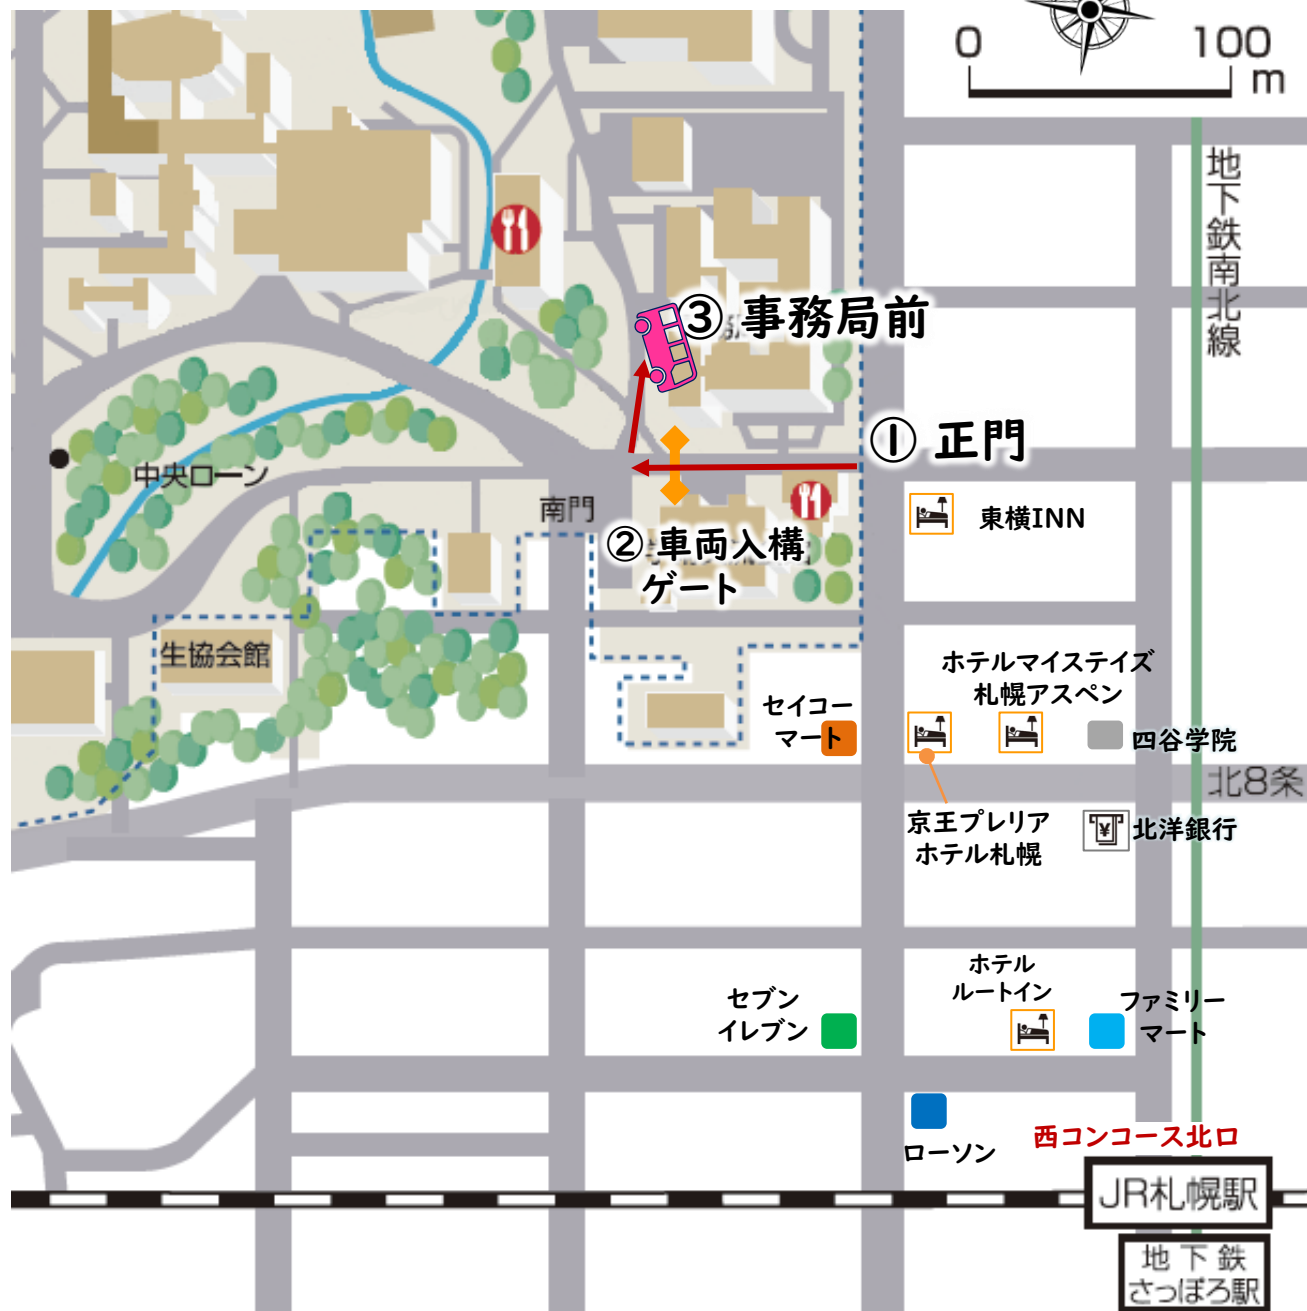 0 100
m
地下鉄南北線
③ 事務局前
① 正門
中央ローン
南門
東横INN
② 車両入構
ゲート
生協会館
ホテルマイステイズ
札幌アスペン
セイコー
マート
四谷学院
北8条
京王プレリア
ホテル札幌
¥
北洋銀行
ホテル
ルートイン
セブン
イレブン
ファミリー
マート
ローソン
西コンコース北口
JR札幌駅
地下鉄
さっぽろ駅